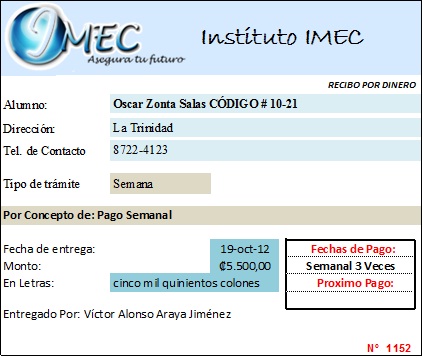 IMEC
Asegura tu futuro
Instituto IMEC
RECIBO POR DINERO
Alumno: Oscar Zonta Salas CÓDIGO # 10-21
Dirección: La Trinidad
Tel. de Contacto 8722-4123
Tipo de trámite Semana
Por Concepto de: Pago Semanal
Fecha de entrega: 19-oct-12 Fechas de Pago:
Monto: ₡5.500,00 Semanal 3 Veces
En Letras: cinco mil quinientos colones Proximo Pago:
Entregado Por: Víctor Alonso Araya Jiménez
N° 1152